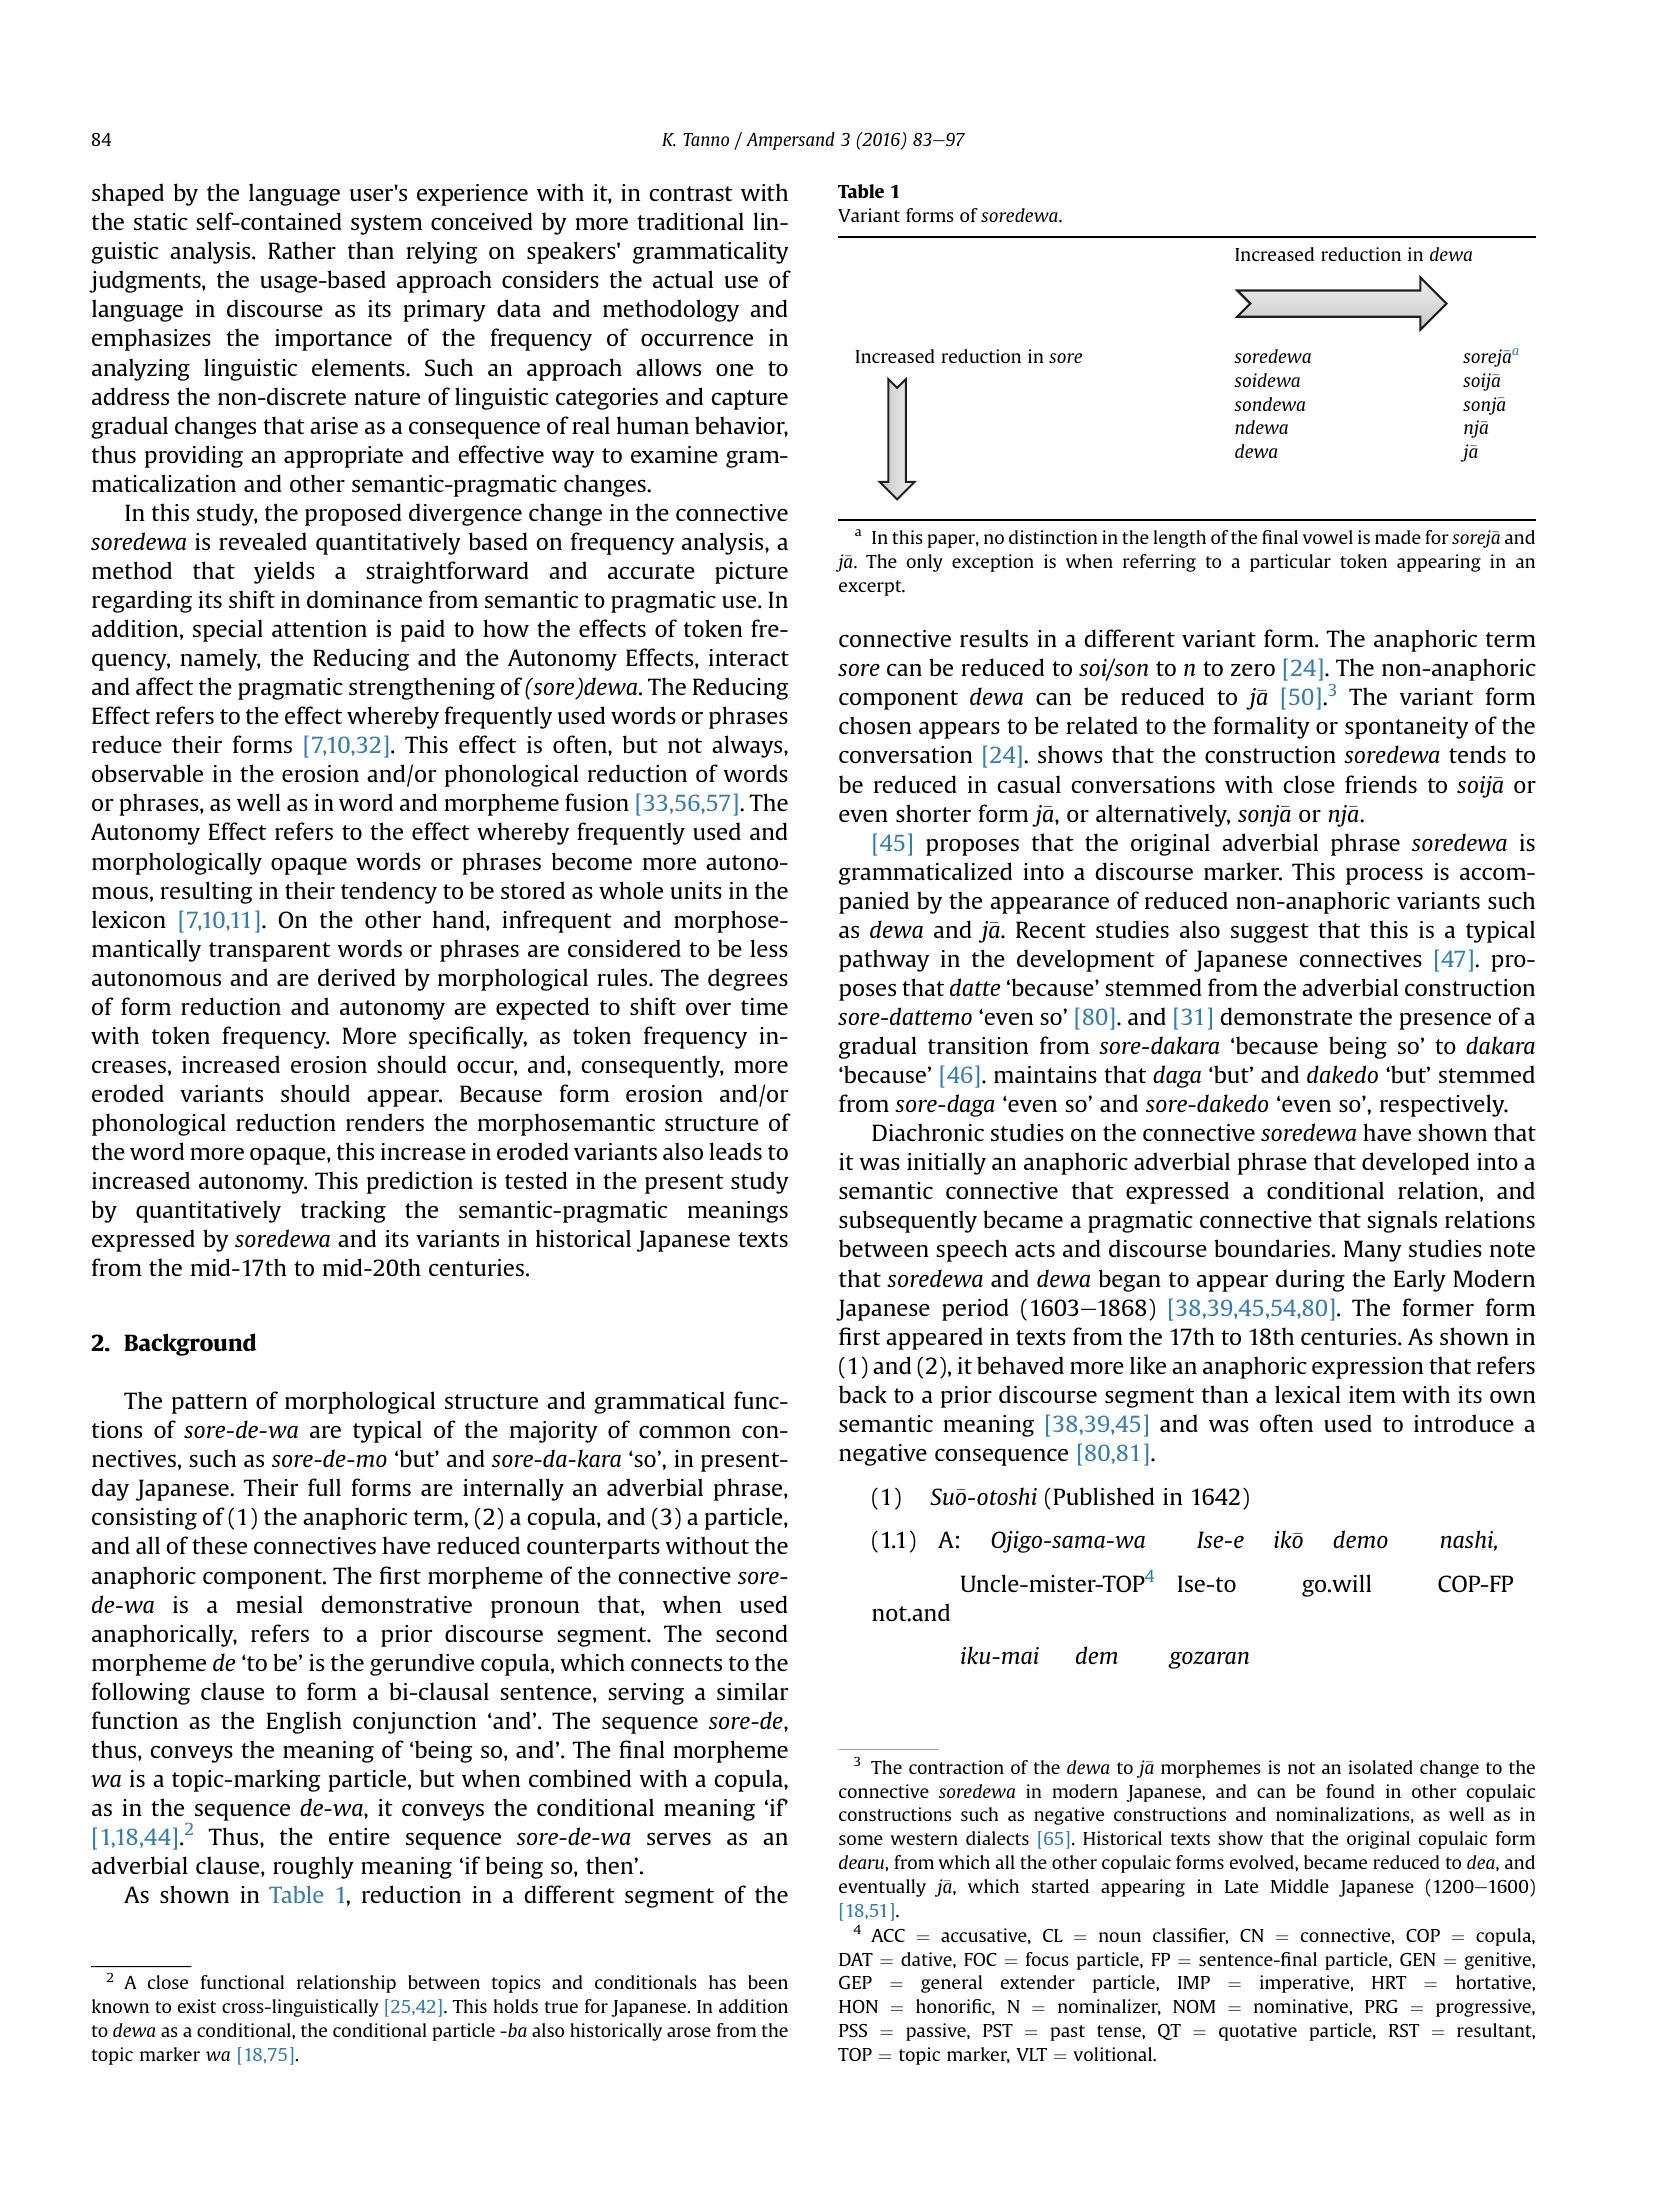 84
K. Tanno / Ampersand 3 (2016) 83–97
shaped by the language user's experience with it, in contrast with
the static self-contained system conceived by more traditional lin-
guistic analysis. Rather than relying on speakers' grammaticality
judgments, the usage-based approach considers the actual use of
language in discourse as its primary data and methodology and
emphasizes the importance of the frequency of occurrence in
analyzing linguistic elements. Such an approach allows one to
address the non-discrete nature of linguistic categories and capture
gradual changes that arise as a consequence of real human behavior,
thus providing an appropriate and effective way to examine gram-
maticalization and other semantic-pragmatic changes.
In this study, the proposed divergence change in the connective
soredewa is revealed quantitatively based on frequency analysis, a
method that yields a straightforward and accurate picture
regarding its shift in dominance from semantic to pragmatic use. In
addition, special attention is paid to how the effects of token fre-
quency, namely, the Reducing and the Autonomy Effects, interact
and affect the pragmatic strengthening of (sore)dewa. The Reducing
Effect refers to the effect whereby frequently used words or phrases
reduce their forms [7,10,32]. This effect is often, but not always,
observable in the erosion and/or phonological reduction of words
or phrases, as well as in word and morpheme fusion [33,56,57]. The
Autonomy Effect refers to the effect whereby frequently used and
morphologically opaque words or phrases become more autono-
mous, resulting in their tendency to be stored as whole units in the
lexicon [7,10,11]. On the other hand, infrequent and morphose-
mantically transparent words or phrases are considered to be less
autonomous and are derived by morphological rules. The degrees
of form reduction and autonomy are expected to shift over time
with token frequency. More specifically, as token frequency in-
creases, increased erosion should occur, and, consequently, more
eroded variants should appear. Because form erosion and/or
phonological reduction renders the morphosemantic structure of
the word more opaque, this increase in eroded variants also leads to
increased autonomy. This prediction is tested in the present study
by quantitatively tracking the semantic-pragmatic meanings
expressed by soredewa and its variants in historical Japanese texts
from the mid-17th to mid-20th centuries.
2. Background
The pattern of morphological structure and grammatical func-
tions of sore-de-wa are typical of the majority of common con-
nectives, such as sore-de-mo ‘but’ and sore-da-kara ‘so’, in present-
day Japanese. Their full forms are internally an adverbial phrase,
consisting of (1) the anaphoric term, (2) a copula, and (3) a particle,
and all of these connectives have reduced counterparts without the
anaphoric component. The first morpheme of the connective sore-
de-wa is a mesial demonstrative pronoun that, when used
anaphorically, refers to a prior discourse segment. The second
morpheme de ‘to be’ is the gerundive copula, which connects to the
following clause to form a bi-clausal sentence, serving a similar
function as the English conjunction ‘and’. The sequence sore-de,
thus, conveys the meaning of ‘being so, and’. The final morpheme
wa is a topic-marking particle, but when combined with a copula,
as in the sequence de-wa, it conveys the conditional meaning ‘if’
[1,18,44].2 Thus, the entire sequence sore-de-wa serves as an
adverbial clause, roughly meaning ‘if being so, then’.
As shown in Table 1, reduction in a different segment of the
2 A close functional relationship between topics and conditionals has been
known to exist cross-linguistically [25,42]. This holds true for Japanese. In addition
to dewa as a conditional, the conditional particle -ba also historically arose from the
topic marker wa [18,75].
Table 1
Variant forms of soredewa.
Increased reduction in dewa
Increased reduction in sore soredewa sorejāa
soidewa soijā
sondewa sonjā
ndewa njā
dewa jā
a In this paper, no distinction in the length of the final vowel is made for sorejā and
jā. The only exception is when referring to a particular token appearing in an
excerpt.
connective results in a different variant form. The anaphoric term
sore can be reduced to soi/son to n to zero [24]. The non-anaphoric
component dewa can be reduced to jā [50].3 The variant form
chosen appears to be related to the formality or spontaneity of the
conversation [24]. shows that the construction soredewa tends to
be reduced in casual conversations with close friends to soijā or
even shorter form jā, or alternatively, sonjā or njā.
[45] proposes that the original adverbial phrase soredewa is
grammaticalized into a discourse marker. This process is accom-
panied by the appearance of reduced non-anaphoric variants such
as dewa and jā. Recent studies also suggest that this is a typical
pathway in the development of Japanese connectives [47]. pro-
poses that datte ‘because’ stemmed from the adverbial construction
sore-dattemo ‘even so’ [80]. and [31] demonstrate the presence of a
gradual transition from sore-dakara ‘because being so’ to dakara
‘because’ [46]. maintains that daga ‘but’ and dakedo ‘but’ stemmed
from sore-daga ‘even so’ and sore-dakedo ‘even so’, respectively.
Diachronic studies on the connective soredewa have shown that
it was initially an anaphoric adverbial phrase that developed into a
semantic connective that expressed a conditional relation, and
subsequently became a pragmatic connective that signals relations
between speech acts and discourse boundaries. Many studies note
that soredewa and dewa began to appear during the Early Modern
Japanese period (1603–1868) [38,39,45,54,80]. The former form
first appeared in texts from the 17th to 18th centuries. As shown in
(1) and (2), it behaved more like an anaphoric expression that refers
back to a prior discourse segment than a lexical item with its own
semantic meaning [38,39,45] and was often used to introduce a
negative consequence [80,81].
(1) Suō-otoshi (Published in 1642)
(1.1) A: Ojigo-sama-wa Ise-e ikō demo nashi,
Uncle-mister-TOP4 Ise-to go.will COP-FP
not.and
iku-mai dem gozaran
3 The contraction of the dewa to jā morphemes is not an isolated change to the
connective soredewa in modern Japanese, and can be found in other copulaic
constructions such as negative constructions and nominalizations, as well as in
some western dialects [65]. Historical texts show that the original copulaic form
dearu, from which all the other copulaic forms evolved, became reduced to dea, and
eventually jā, which started appearing in Late Middle Japanese (1200–1600)
[18,51].
4 ACC = accusative, CL = noun classifier, CN = connective, COP = copula,
DAT = dative, FOC = focus particle, FP = sentence-final particle, GEN = genitive,
GEP = general extender particle, IMP = imperative, HRT = hortative,
HON = honorific, N = nominalizer, NOM = nominative, PRG = progressive,
PSS = passive, PST = past tense, QT = quotative particle, RST = resultant,
TOP = topic marker, VLT = volitional.